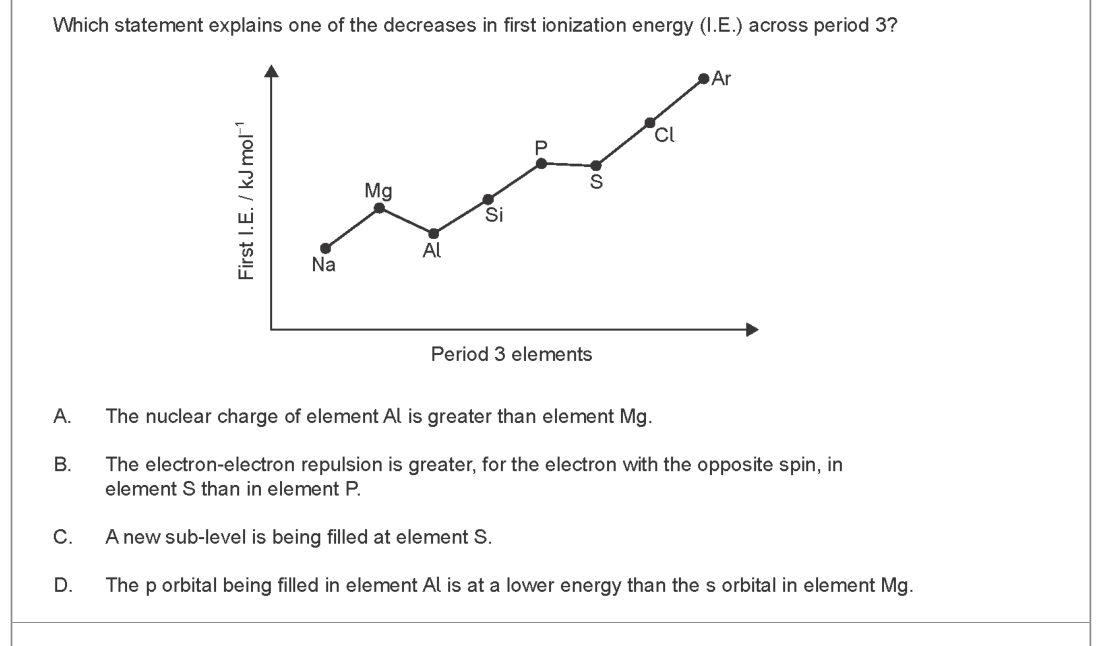 Which statement explains one of the decreases in first ionization energy (I.E.) across period 3?
First I.E. / kJ mol⁻¹
Ar
Cl
P
S
Mg
Si
Al
Na
Period 3 elements
A. The nuclear charge of element Al is greater than element Mg.
B. The electron-electron repulsion is greater, for the electron with the opposite spin, in
element S than in element P.
C. A new sub-level is being filled at element S.
D. The p orbital being filled in element Al is at a lower energy than the s orbital in element Mg.